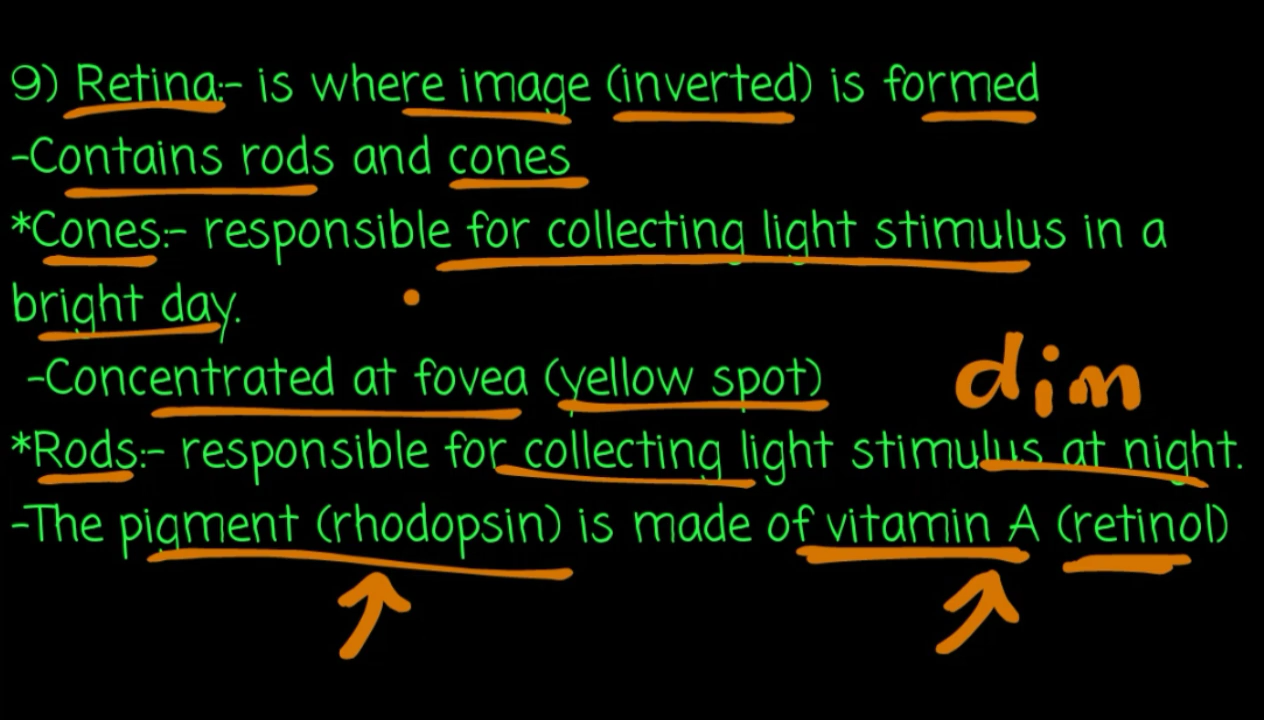 9) Retina:- is where image (inverted) is formed
-Contains rods and cones
*Cones:- responsible for collecting light stimulus in a
bright day.
-Concentrated at fovea (yellow spot)
dim
*Rods:- responsible for collecting light stimulus at night.
-The pigment (rhodopsin) is made of vitamin A (retinol)